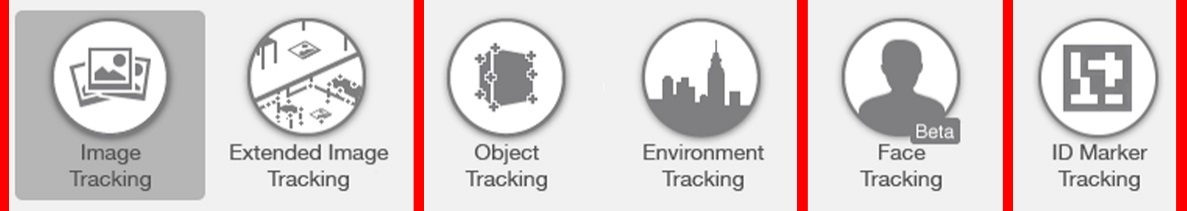 Image
Tracking
Extended Image
Tracking
Object
Tracking
Environment
Tracking
Beta
Face
Tracking
ID Marker
Tracking